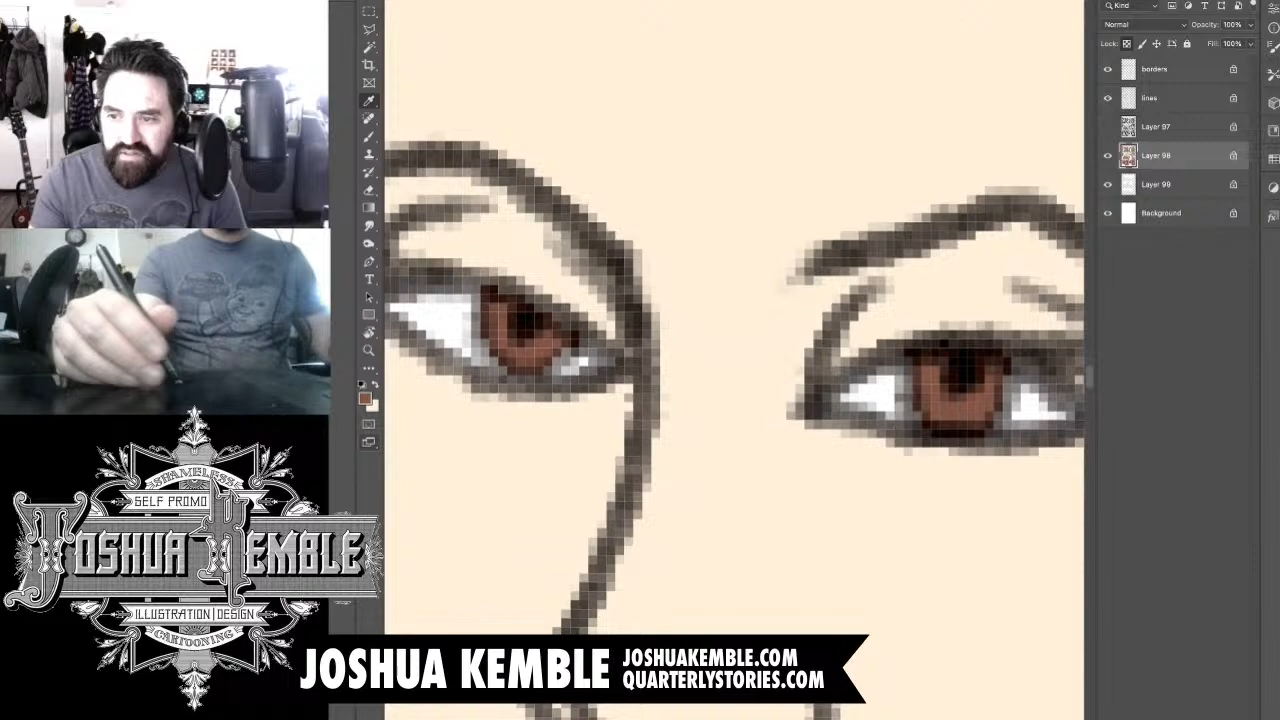 Kind
Normal
Opacity: 100%
Lock:
Fill: 100%
borders
lines
Layer 97
Layer 98
Layer 99
Background
SHAMELESS
SELF PROMO
JOSHUA KEMBLE
ILLUSTRATION|DESIGN
CARTOONING
JOSHUA KEMBLE
JOSHUAKEMBLE.COM
QUARTERLYSTORIES.COM